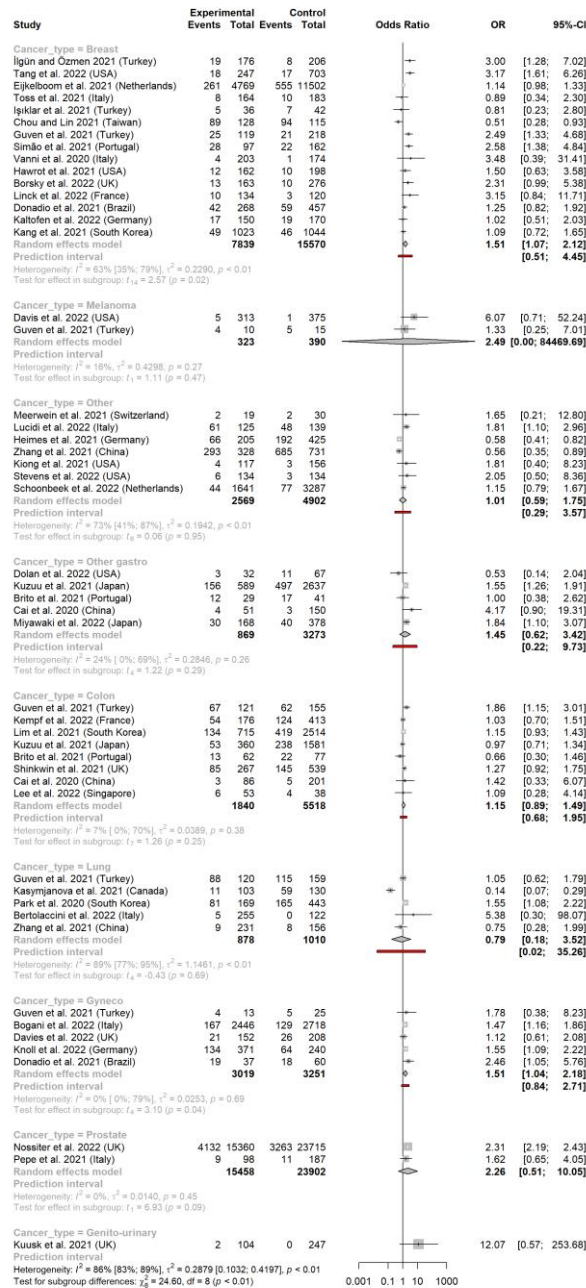 Experimental Control
Study Events Total Events Total Odds Ratio OR 95%-CI
Cancer_type = Breast
İlgün and Özmen 2021 (Turkey) 19 176 8 206 3.00 [1.28; 7.02]
Tang et al. 2022 (USA) 18 247 17 703 3.17 [1.61; 6.26]
Eijkelboom et al. 2021 (Netherlands) 261 4769 555 11502 1.14 [0.98; 1.33]
Toss et al. 2021 (Italy) 8 164 10 183 0.89 [0.34; 2.30]
Işıklar et al. 2021 (Turkey) 5 36 7 42 0.81 [0.23; 2.80]
Chou and Lin 2021 (Taiwan) 89 128 94 115 0.51 [0.28; 0.93]
Guven et al. 2021 (Turkey) 25 119 21 218 2.49 [1.33; 4.68]
Simão et al. 2022 (Portugal) 28 97 22 162 2.58 [1.38; 4.84]
Vanni et al. 2020 (Italy) 4 203 1 174 3.48 [0.39; 31.41]
Hawrot et al. 2021 (USA) 12 162 10 198 1.50 [0.63; 3.58]
Borsky et al. 2022 (UK) 13 163 10 276 2.31 [0.99; 5.38]
Linck et al. 2022 (France) 10 134 3 120 3.15 [0.84; 11.71]
Donadio et al. 2021 (Brazil) 42 268 59 457 1.25 [0.82; 1.92]
Kaltofen et al. 2022 (Germany) 17 150 19 170 1.02 [0.51; 2.03]
Kang et al. 2021 (South Korea) 49 1023 46 1044 1.09 [0.72; 1.65]
Random effects model 7839 15570 1.51 [1.07; 2.12]
Prediction interval [0.51; 4.45]
Heterogeneity: I² = 63% [35%; 79%], τ² = 0.2290, p < 0.01
Test for effect in subgroup: t₁₄ = 2.57 (p = 0.02)
Cancer_type = Melanoma
Davis et al. 2022 (USA) 5 313 1 375 6.07 [0.71; 52.24]
Guven et al. 2021 (Turkey) 4 10 5 15 1.33 [0.25; 7.01]
Random effects model 323 390 2.49 [0.00; 84469.69]
Prediction interval
Heterogeneity: I² = 16%, τ² = 0.4298, p = 0.27
Test for effect in subgroup: t₁ = 1.11 (p = 0.47)
Cancer_type = Other
Meerwein et al. 2021 (Switzerland) 2 19 2 30 1.65 [0.21; 12.80]
Lucidi et al. 2022 (Italy) 61 125 48 139 1.81 [1.10; 2.96]
Heimes et al. 2021 (Germany) 66 205 192 425 0.58 [0.41; 0.82]
Zhang et al. 2021 (China) 293 328 685 731 0.56 [0.35; 0.89]
Kiong et al. 2021 (USA) 4 117 3 156 1.81 [0.40; 8.23]
Stevens et al. 2022 (USA) 6 134 3 134 2.05 [0.50; 8.36]
Schoonbeek et al. 2022 (Netherlands) 44 1641 77 3287 1.15 [0.79; 1.67]
Random effects model 2569 4902 1.01 [0.59; 1.75]
Prediction interval [0.29; 3.57]
Heterogeneity: I² = 73% [41%; 87%], τ² = 0.1942, p < 0.01
Test for effect in subgroup: t₆ = 0.06 (p = 0.95)
Cancer_type = Other gastro
Dolan et al. 2022 (USA) 3 32 11 67 0.53 [0.14; 2.04]
Kuzuu et al. 2021 (Japan) 156 589 497 2637 1.55 [1.26; 1.91]
Brito et al. 2021 (Portugal) 12 29 17 41 1.00 [0.38; 2.62]
Cai et al. 2020 (China) 4 51 3 150 4.17 [0.90; 19.31]
Miyawaki et al. 2022 (Japan) 30 168 40 378 1.84 [1.10; 3.07]
Random effects model 869 3273 1.45 [0.62; 3.42]
Prediction interval [0.22; 9.73]
Heterogeneity: I² = 24% [ 0%; 69%], τ² = 0.2846, p = 0.26
Test for effect in subgroup: t₄ = 1.22 (p = 0.29)
Cancer_type = Colon
Guven et al. 2021 (Turkey) 67 121 62 155 1.86 [1.15; 3.01]
Kempf et al. 2022 (France) 54 176 124 413 1.03 [0.70; 1.51]
Lim et al. 2021 (South Korea) 134 715 419 2514 1.15 [0.93; 1.43]
Kuzuu et al. 2021 (Japan) 53 360 238 1581 0.97 [0.71; 1.34]
Brito et al. 2021 (Portugal) 13 62 22 77 0.66 [0.30; 1.46]
Shinkwin et al. 2021 (UK) 85 267 145 539 1.27 [0.92; 1.75]
Cai et al. 2020 (China) 3 86 5 201 1.42 [0.33; 6.07]
Lee et al. 2022 (Singapore) 6 53 4 38 1.09 [0.28; 4.14]
Random effects model 1840 5518 1.15 [0.89; 1.49]
Prediction interval [0.68; 1.95]
Heterogeneity: I² = 7% [ 0%; 70%], τ² = 0.0389, p = 0.38
Test for effect in subgroup: t₇ = 1.26 (p = 0.25)
Cancer_type = Lung
Guven et al. 2021 (Turkey) 88 120 115 159 1.05 [0.62; 1.79]
Kasymjanova et al. 2021 (Canada) 11 103 59 130 0.14 [0.07; 0.29]
Park et al. 2020 (South Korea) 81 169 165 443 1.55 [1.08; 2.22]
Bertolaccini et al. 2022 (Italy) 5 255 0 122 5.38 [0.30; 98.07]
Zhang et al. 2021 (China) 9 231 8 156 0.75 [0.28; 1.99]
Random effects model 878 1010 0.79 [0.18; 3.52]
Prediction interval [0.02; 35.26]
Heterogeneity: I² = 89% [77%; 95%], τ² = 1.1461, p < 0.01
Test for effect in subgroup: t₄ = -0.43 (p = 0.69)
Cancer_type = Gyneco
Guven et al. 2021 (Turkey) 4 13 5 25 1.78 [0.38; 8.23]
Bogani et al. 2022 (Italy) 167 2446 129 2718 1.47 [1.16; 1.86]
Davies et al. 2022 (UK) 21 152 26 208 1.12 [0.61; 2.08]
Knoll et al. 2022 (Germany) 134 371 64 240 1.55 [1.09; 2.22]
Donadio et al. 2021 (Brazil) 19 37 18 60 2.46 [1.05; 5.76]
Random effects model 3019 3251 1.51 [1.04; 2.18]
Prediction interval [0.84; 2.71]
Heterogeneity: I² = 0% [ 0%; 79%], τ² = 0.0253, p = 0.69
Test for effect in subgroup: t₄ = 3.10 (p = 0.04)
Cancer_type = Prostate
Nossiter et al. 2022 (UK) 4132 15360 3263 23715 2.31 [2.19; 2.43]
Pepe et al. 2021 (Italy) 9 98 11 187 1.62 [0.65; 4.05]
Random effects model 15458 23902 2.26 [0.51; 10.05]
Prediction interval
Heterogeneity: I² = 0%, τ² = 0.0140, p = 0.45
Test for effect in subgroup: t₁ = 6.93 (p = 0.09)
Cancer_type = Genito-urinary
Kuusk et al. 2021 (UK) 2 104 0 247 12.07 [0.57; 253.68]
Prediction interval
Heterogeneity: I² = 86% [83%; 89%], τ² = 0.2879 [0.1032; 0.4197], p < 0.01
Test for subgroup differences: χ²₈ = 24.60, df = 8 (p < 0.01)
0.001 0.1 1 10 1000